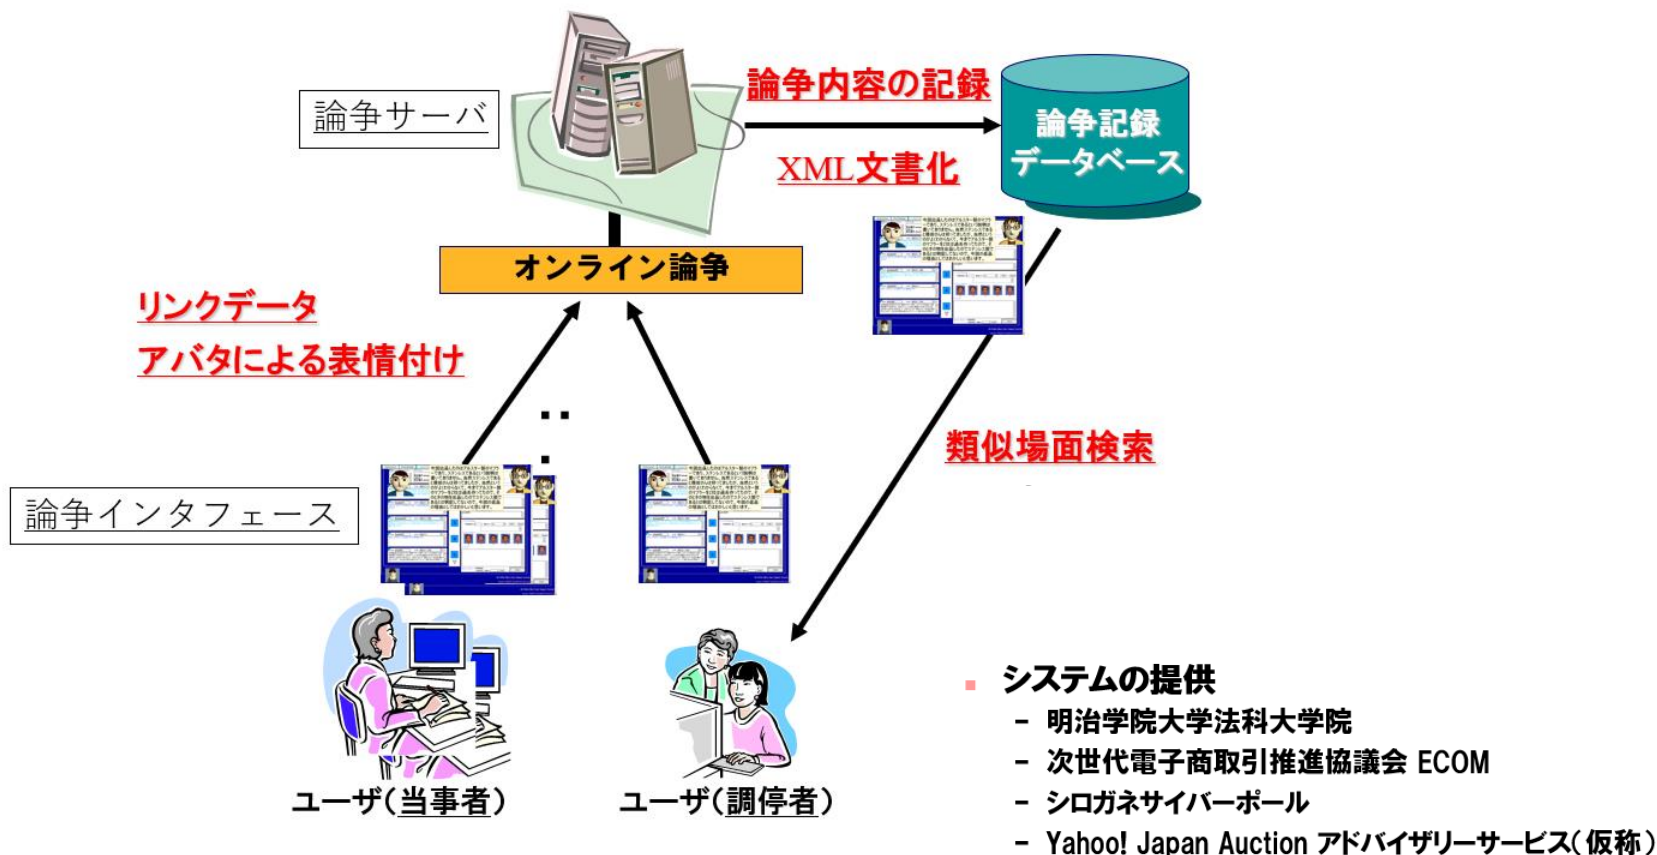 論争サーバ
論争内容の記録
XML文書化
論争記録
データベース
オンライン論争
リンクデータ
アバタによる表情付け
類似場面検索
論争インタフェース
ユーザ(当事者)
ユーザ(調停者)
システムの提供
- 明治学院大学法科大学院
- 次世代電子商取引推進協議会 ECOM
- シロガネサイバーポール
- Yahoo! Japan Auction アドバイザリーサービス(仮称)